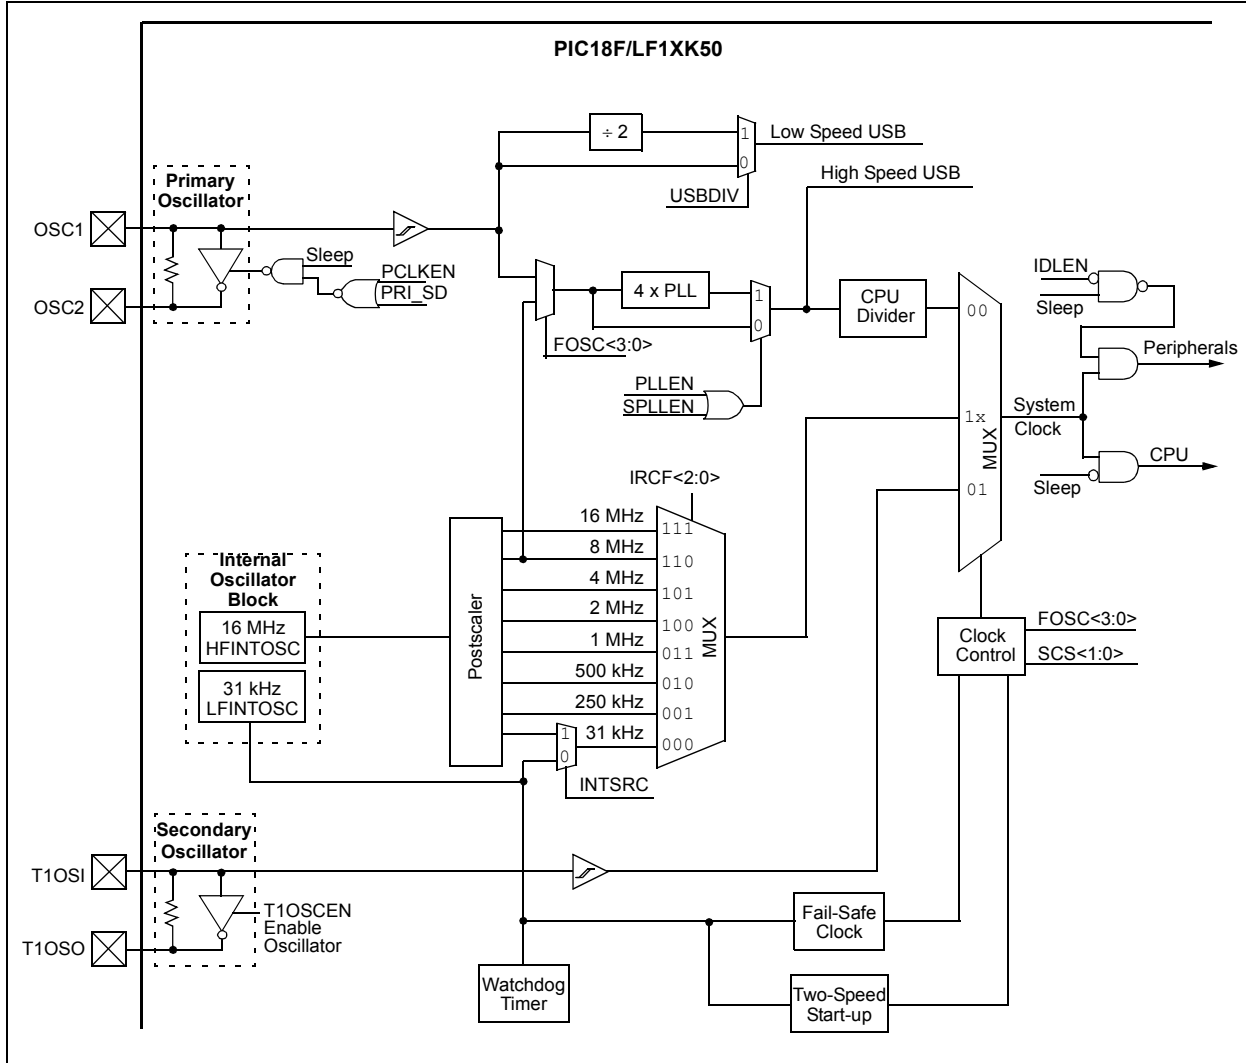 PIC18F/LF1XK50
÷ 2
1
0
Low Speed USB
USBDIV
High Speed USB
Primary
Oscillator
OSC1
OSC2
Sleep
PCLKEN
PRI_SD
4 x PLL
1
0
FOSC<3:0>
PLLEN
SPLLEN
CPU
Divider
00
1x
01
MUX
IDLEN
Sleep
Peripherals
System
Clock
CPU
Sleep
IRCF<2:0>
Internal
Oscillator
Block
16 MHz
HFINTOSC
31 kHz
LFINTOSC
Postscaler
16 MHz
8 MHz
4 MHz
2 MHz
1 MHz
500 kHz
250 kHz
31 kHz
1
0
INTSRC
111
110
101
100
011
010
001
000
MUX
Clock
Control
FOSC<3:0>
SCS<1:0>
Secondary
Oscillator
T1OSI
T1OSO
T1OSCEN
Enable
Oscillator
Fail-Safe
Clock
Watchdog
Timer
Two-Speed
Start-up